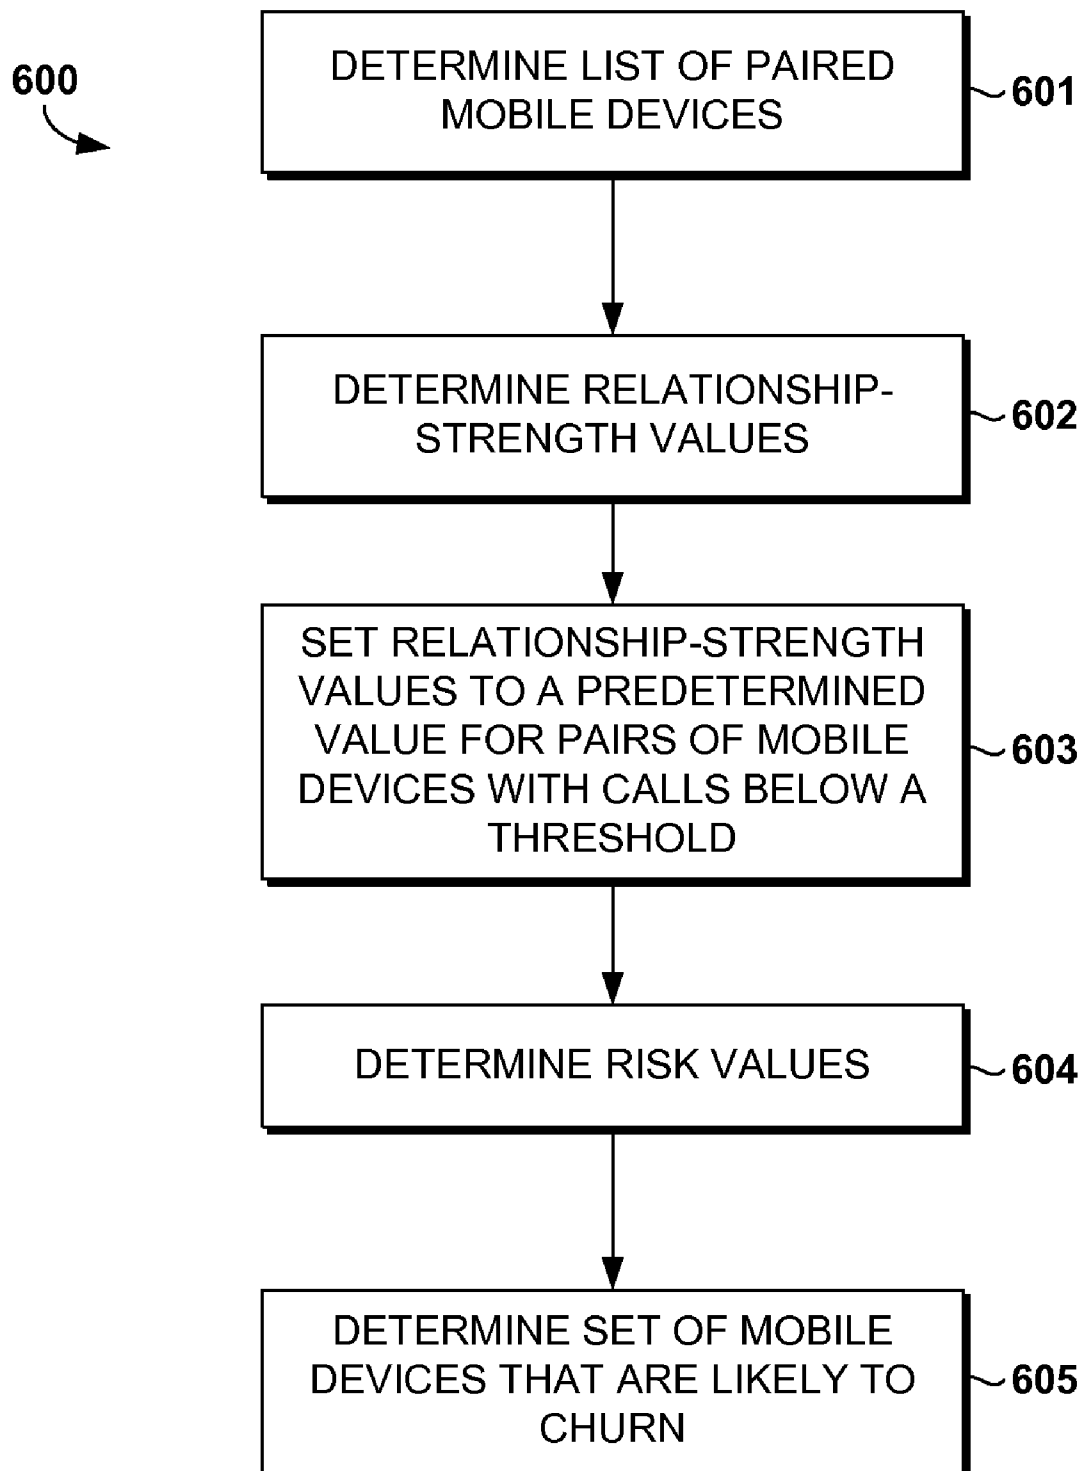 600
DETERMINE LIST OF PAIRED
MOBILE DEVICES
601
DETERMINE RELATIONSHIP-
STRENGTH VALUES
602
SET RELATIONSHIP-STRENGTH
VALUES TO A PREDETERMINED
VALUE FOR PAIRS OF MOBILE
DEVICES WITH CALLS BELOW A
THRESHOLD
603
DETERMINE RISK VALUES
604
DETERMINE SET OF MOBILE
DEVICES THAT ARE LIKELY TO
CHURN
605